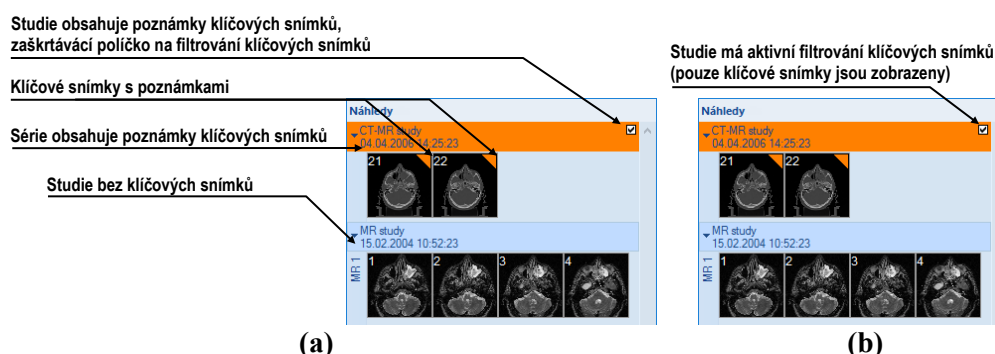 Studie obsahuje poznámky klíčových snímků,
zaškrtávácí políčko na filtrování klíčových snímků
Klíčové snímky s poznámkami
Série obsahuje poznámky klíčových snímků
Studie bez klíčových snímků
Náhledy
CT-MR study
04.04.2006 14:25:23
21 22
MR study
15.02.2004 10:52:23
MR 1
1 2 3 4
(a)
Studie má aktivní filtrování klíčových snímků
(pouze klíčové snímky jsou zobrazeny)
Náhledy
CT-MR study
04.04.2006 14:25:23
21 22
MR study
15.02.2004 10:52:23
MR 1
1 2 3 4
(b)